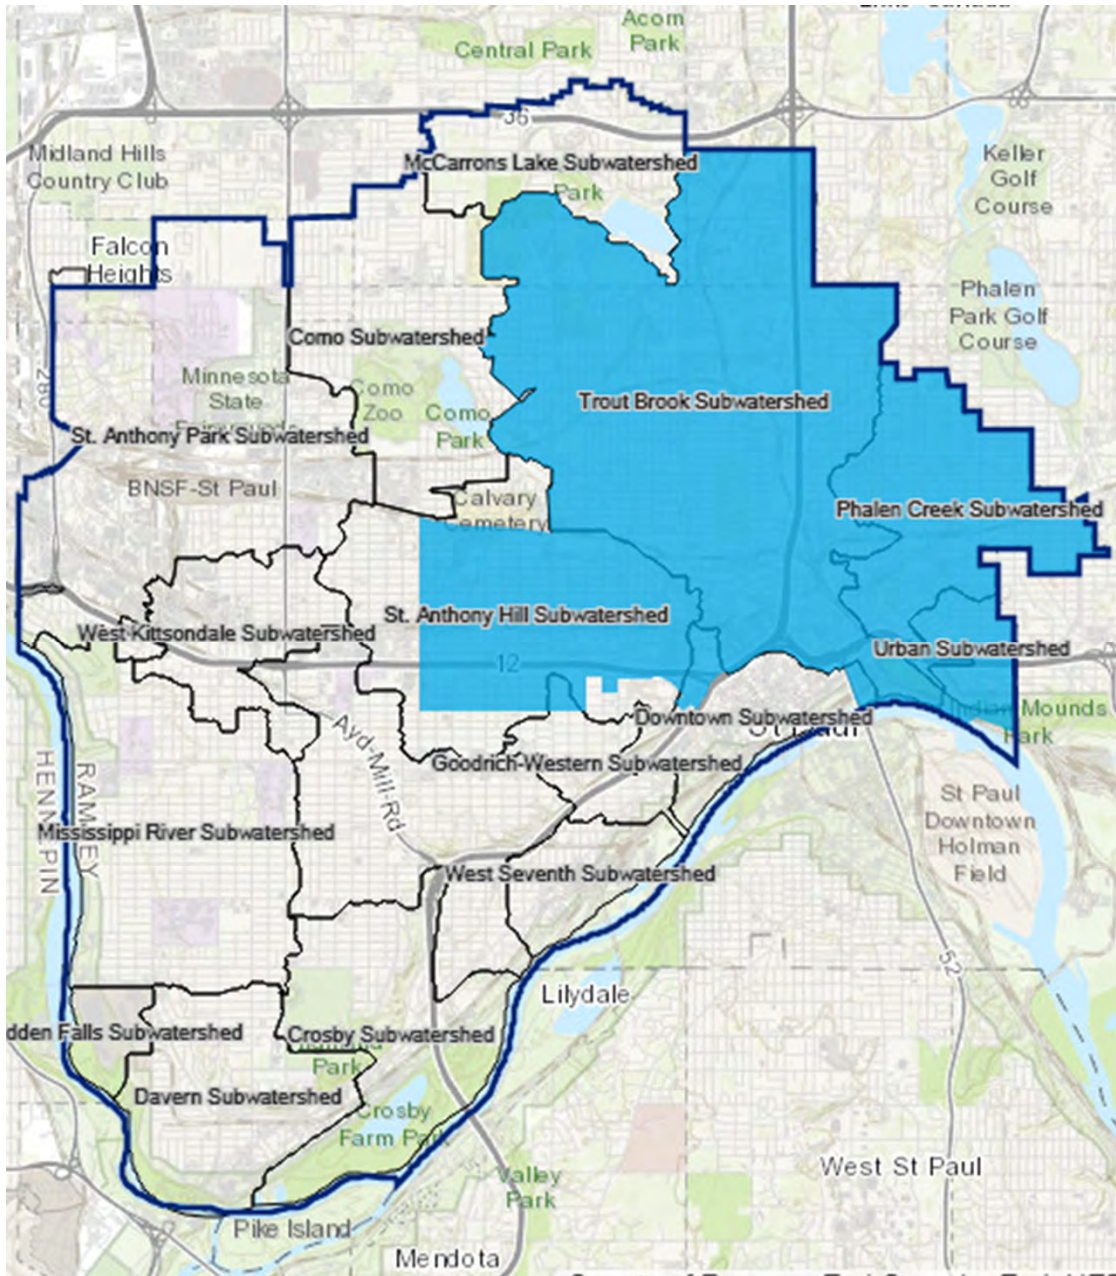 Acorn
Park
Central Park
36
Midland Hills
Country Club
McCarrons Lake Subwatershed
Park
Keller
Golf
Course
Falcon
Heights
Phalen
Park Golf
Course
Como Subwatershed
280
Minnesota
State
Como
Zoo
Como
Park
Trout Brook Subwatershed
St. Anthony Park Subwatershed
BNSF-St Paul
Calvary
Cemetery
Phalen Creek Subwatershed
St. Anthony Hill Subwatershed
West Kittsondale Subwatershed
12
Urban Subwatershed
Indian Mounds
Park
Downtown Subwatershed
St Paul
Ayd-Mill-Rd
Goodrich-Western Subwatershed
HENNEPIN
RAMSEY
St Paul
Downtown
Holman
Field
Mississippi River Subwatershed
West Seventh Subwatershed
52
Lilydale
dden Falls Subwatershed
Crosby Subwatershed
Park
Davern Subwatershed
Crosby
Farm Park
Valley
Park
West St Paul
Pike Island
Mendota